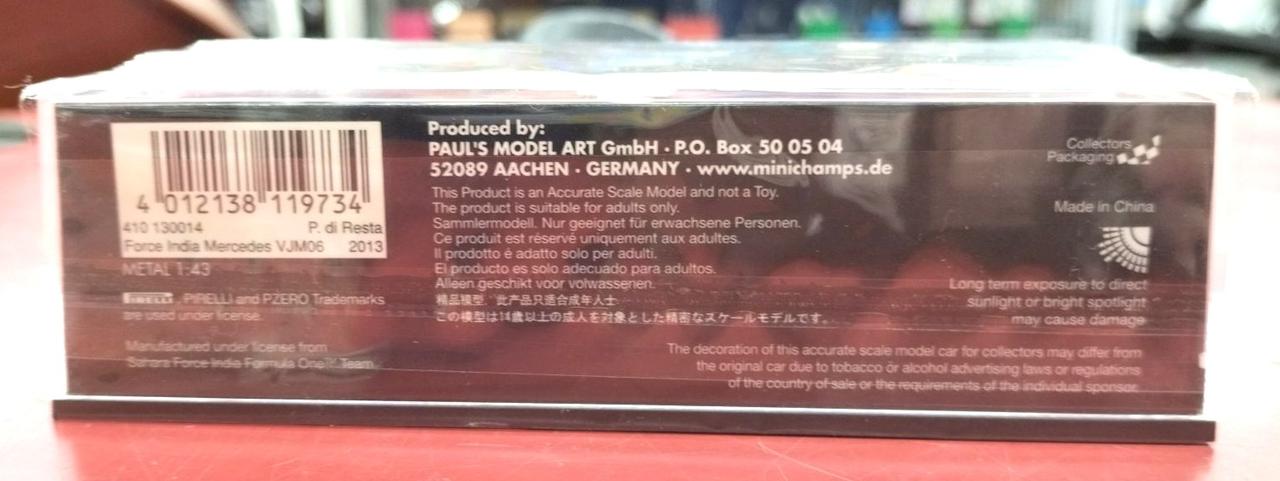 4 012138 119734
410 130014 P. di Resta
Force India Mercedes VJM06 2013
METAL 1:43
PIRELLI , PIRELLI and PZERO Trademarks
are used under license.
Manufactured under license from
Sahara Force India Formula One™ Team
Produced by:
PAUL'S MODEL ART GmbH · P.O. Box 50 05 04
52089 AACHEN · GERMANY · www.minichamps.de
This Product is an Accurate Scale Model and not a Toy.
The product is suitable for adults only.
Sammlermodell. Nur geeignet für erwachsene Personen.
Ce produit est réservé uniquement aux adultes.
Il prodotto é adatto solo per adulti.
El producto es solo adecuado para adultos.
Alleen geschikt voor volwassenen.
精品模型，此产品只适合成年人士
この模型は14歳以上の成人を対象とした精密なスケールモデルです。
Collectors
Packaging
Made in China
Long term exposure to direct
sunlight or bright spotlight
may cause damage
The decoration of this accurate scale model car for collectors may differ from
the original car due to tobacco or alcohol advertising laws or regulations
of the country of sale or the requirements of the individual sponsor.